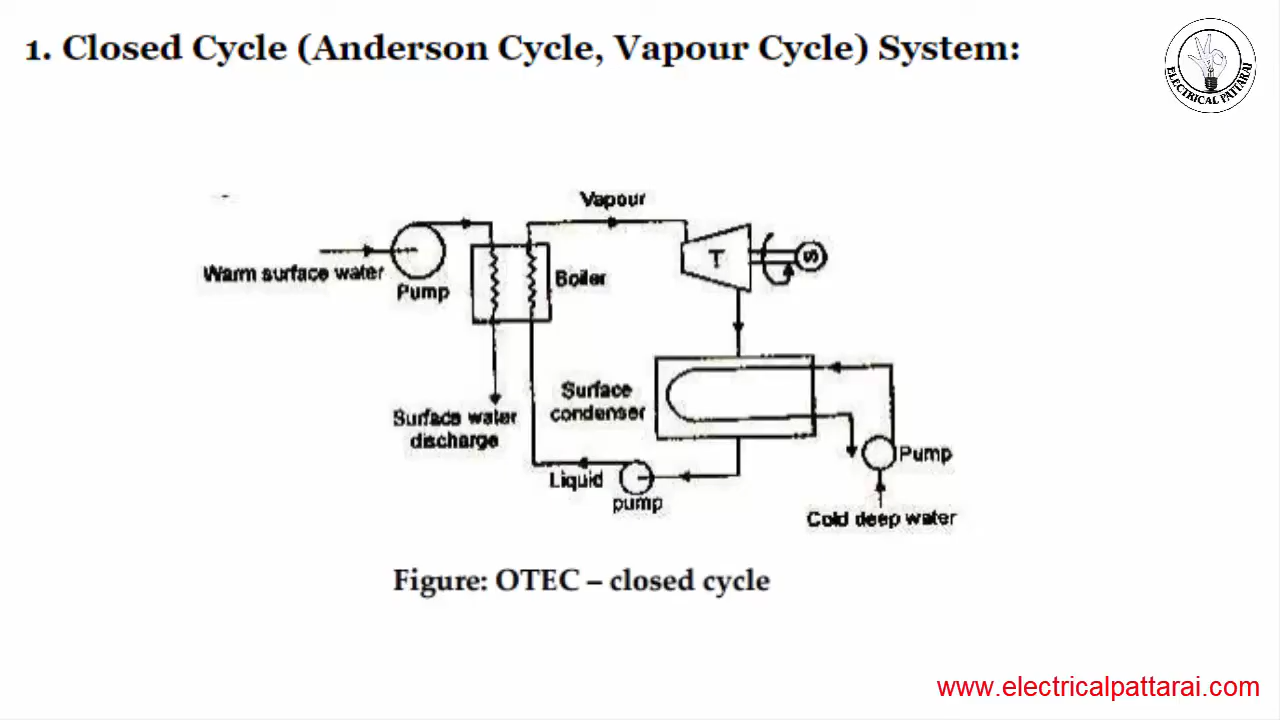 1. Closed Cycle (Anderson Cycle, Vapour Cycle) System:
ELECTRICAL PATTARAI
Vapour
Warm surface water
Pump
Boiler
T
S
Surface water
discharge
Surface
condenser
Liquid
pump
Pump
Cold deep water
Figure: OTEC – closed cycle
www.electricalpattarai.com